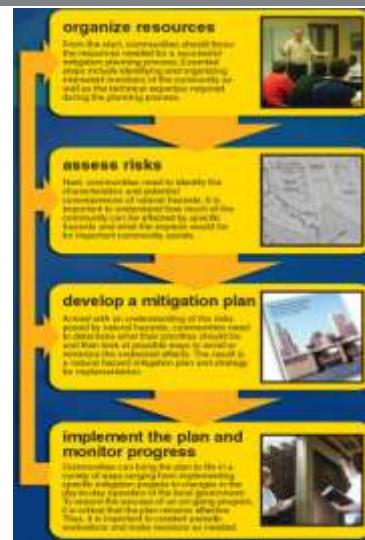 organize resources
From the start, communities should focus
the resources needed for a successful
mitigation planning process. Essential
steps include identifying and organizing
interested members of the community as
well as the technical expertise required
during the planning process.
assess risks
Next, communities need to identify the
characteristics and potential
consequences of natural hazards. It is
important to understand how much of the
community can be affected by specific
hazards and what the impacts would be
for important community assets.
develop a mitigation plan
Armed with an understanding of the risks
posed by natural hazards, communities need
to determine what their priorities should be
and then look at possible ways to avoid or
minimize the undesired effects. The result is
a natural hazard mitigation plan and strategy
for implementation.
implement the plan and
monitor progress
Communities can bring the plan to life in a
variety of ways ranging from implementing
specific mitigation projects to changes in the
day-to-day operation of the local government.
To ensure the success of an on-going program,
it is critical that the plan remains effective.
Thus, it is important to conduct periodic
evaluations and make revisions as needed.